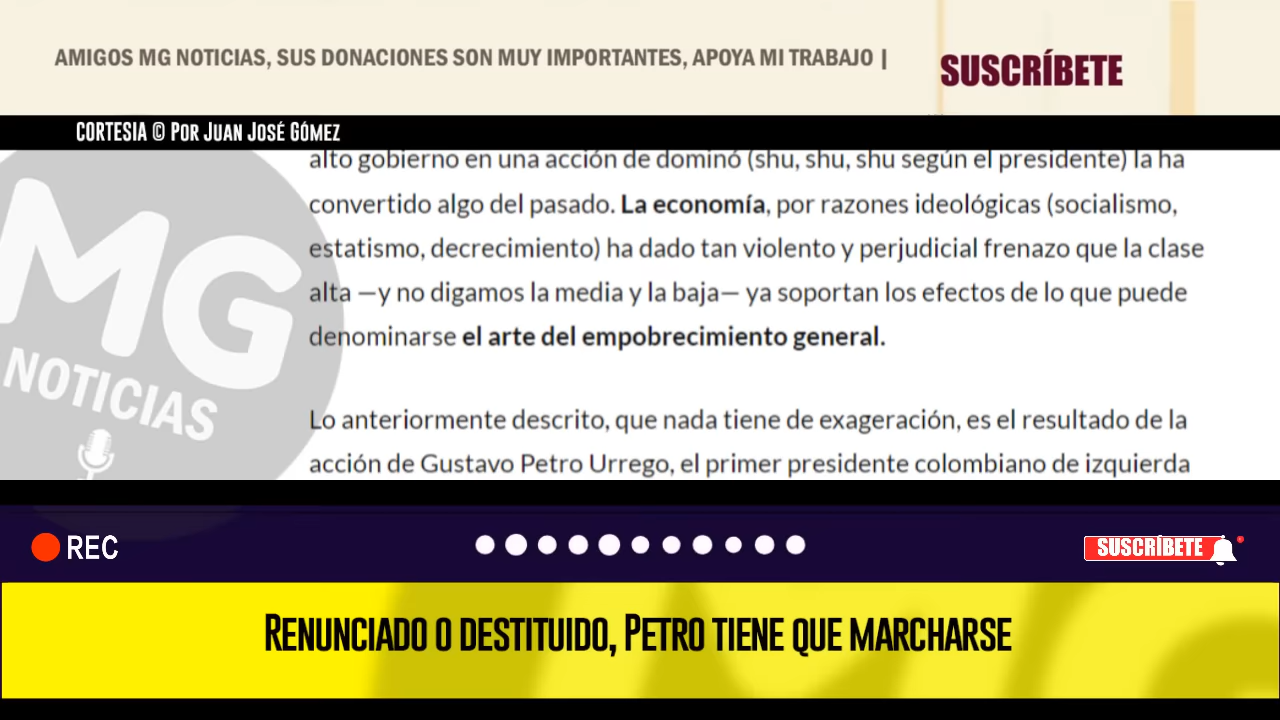 AMIGOS MG NOTICIAS, SUS DONACIONES SON MUY IMPORTANTES, APOYA MI TRABAJO |
SUSCRÍBETE
CORTESIA © POR JUAN JOSÉ GÓMEZ
alto gobierno en una acción de dominó (shu, shu, shu según el presidente) la ha
convertido algo del pasado. La economía, por razones ideológicas (socialismo,
estatismo, decrecimiento) ha dado tan violento y perjudicial frenazo que la clase
alta —y no digamos la media y la baja— ya soportan los efectos de lo que puede
denominarse el arte del empobrecimiento general.
Lo anteriormente descrito, que nada tiene de exageración, es el resultado de la
acción de Gustavo Petro Urrego, el primer presidente colombiano de izquierda
MG
NOTICIAS
REC
SUSCRÍBETE
RENUNCIADO O DESTITUIDO, PETRO TIENE QUE MARCHARSE